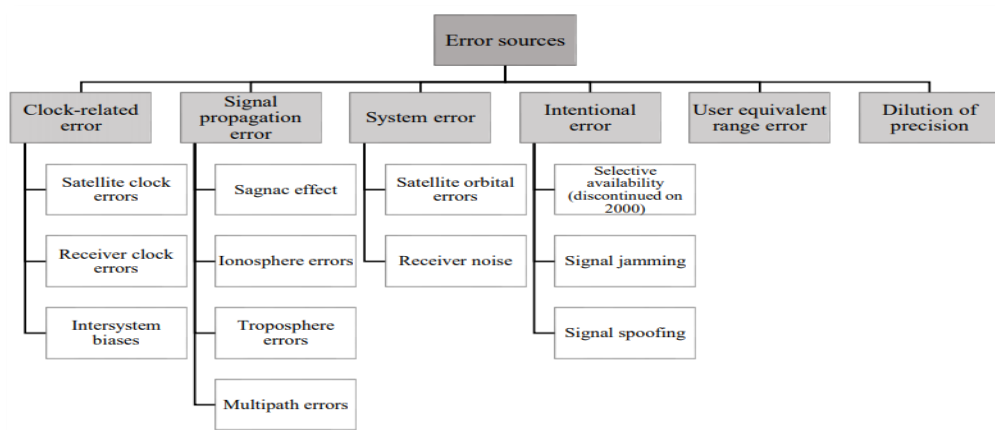 Error sources
Clock-related
error
Signal
propagation
error
System error
Intentional
error
User equivalent
range error
Dilution of
precision
Satellite clock
errors
Receiver clock
errors
Intersystem
biases
Sagnac effect
Ionosphere errors
Troposphere
errors
Multipath errors
Satellite orbital
errors
Receiver noise
Selective
availability
(discontinued on
2000)
Signal jamming
Signal spoofing